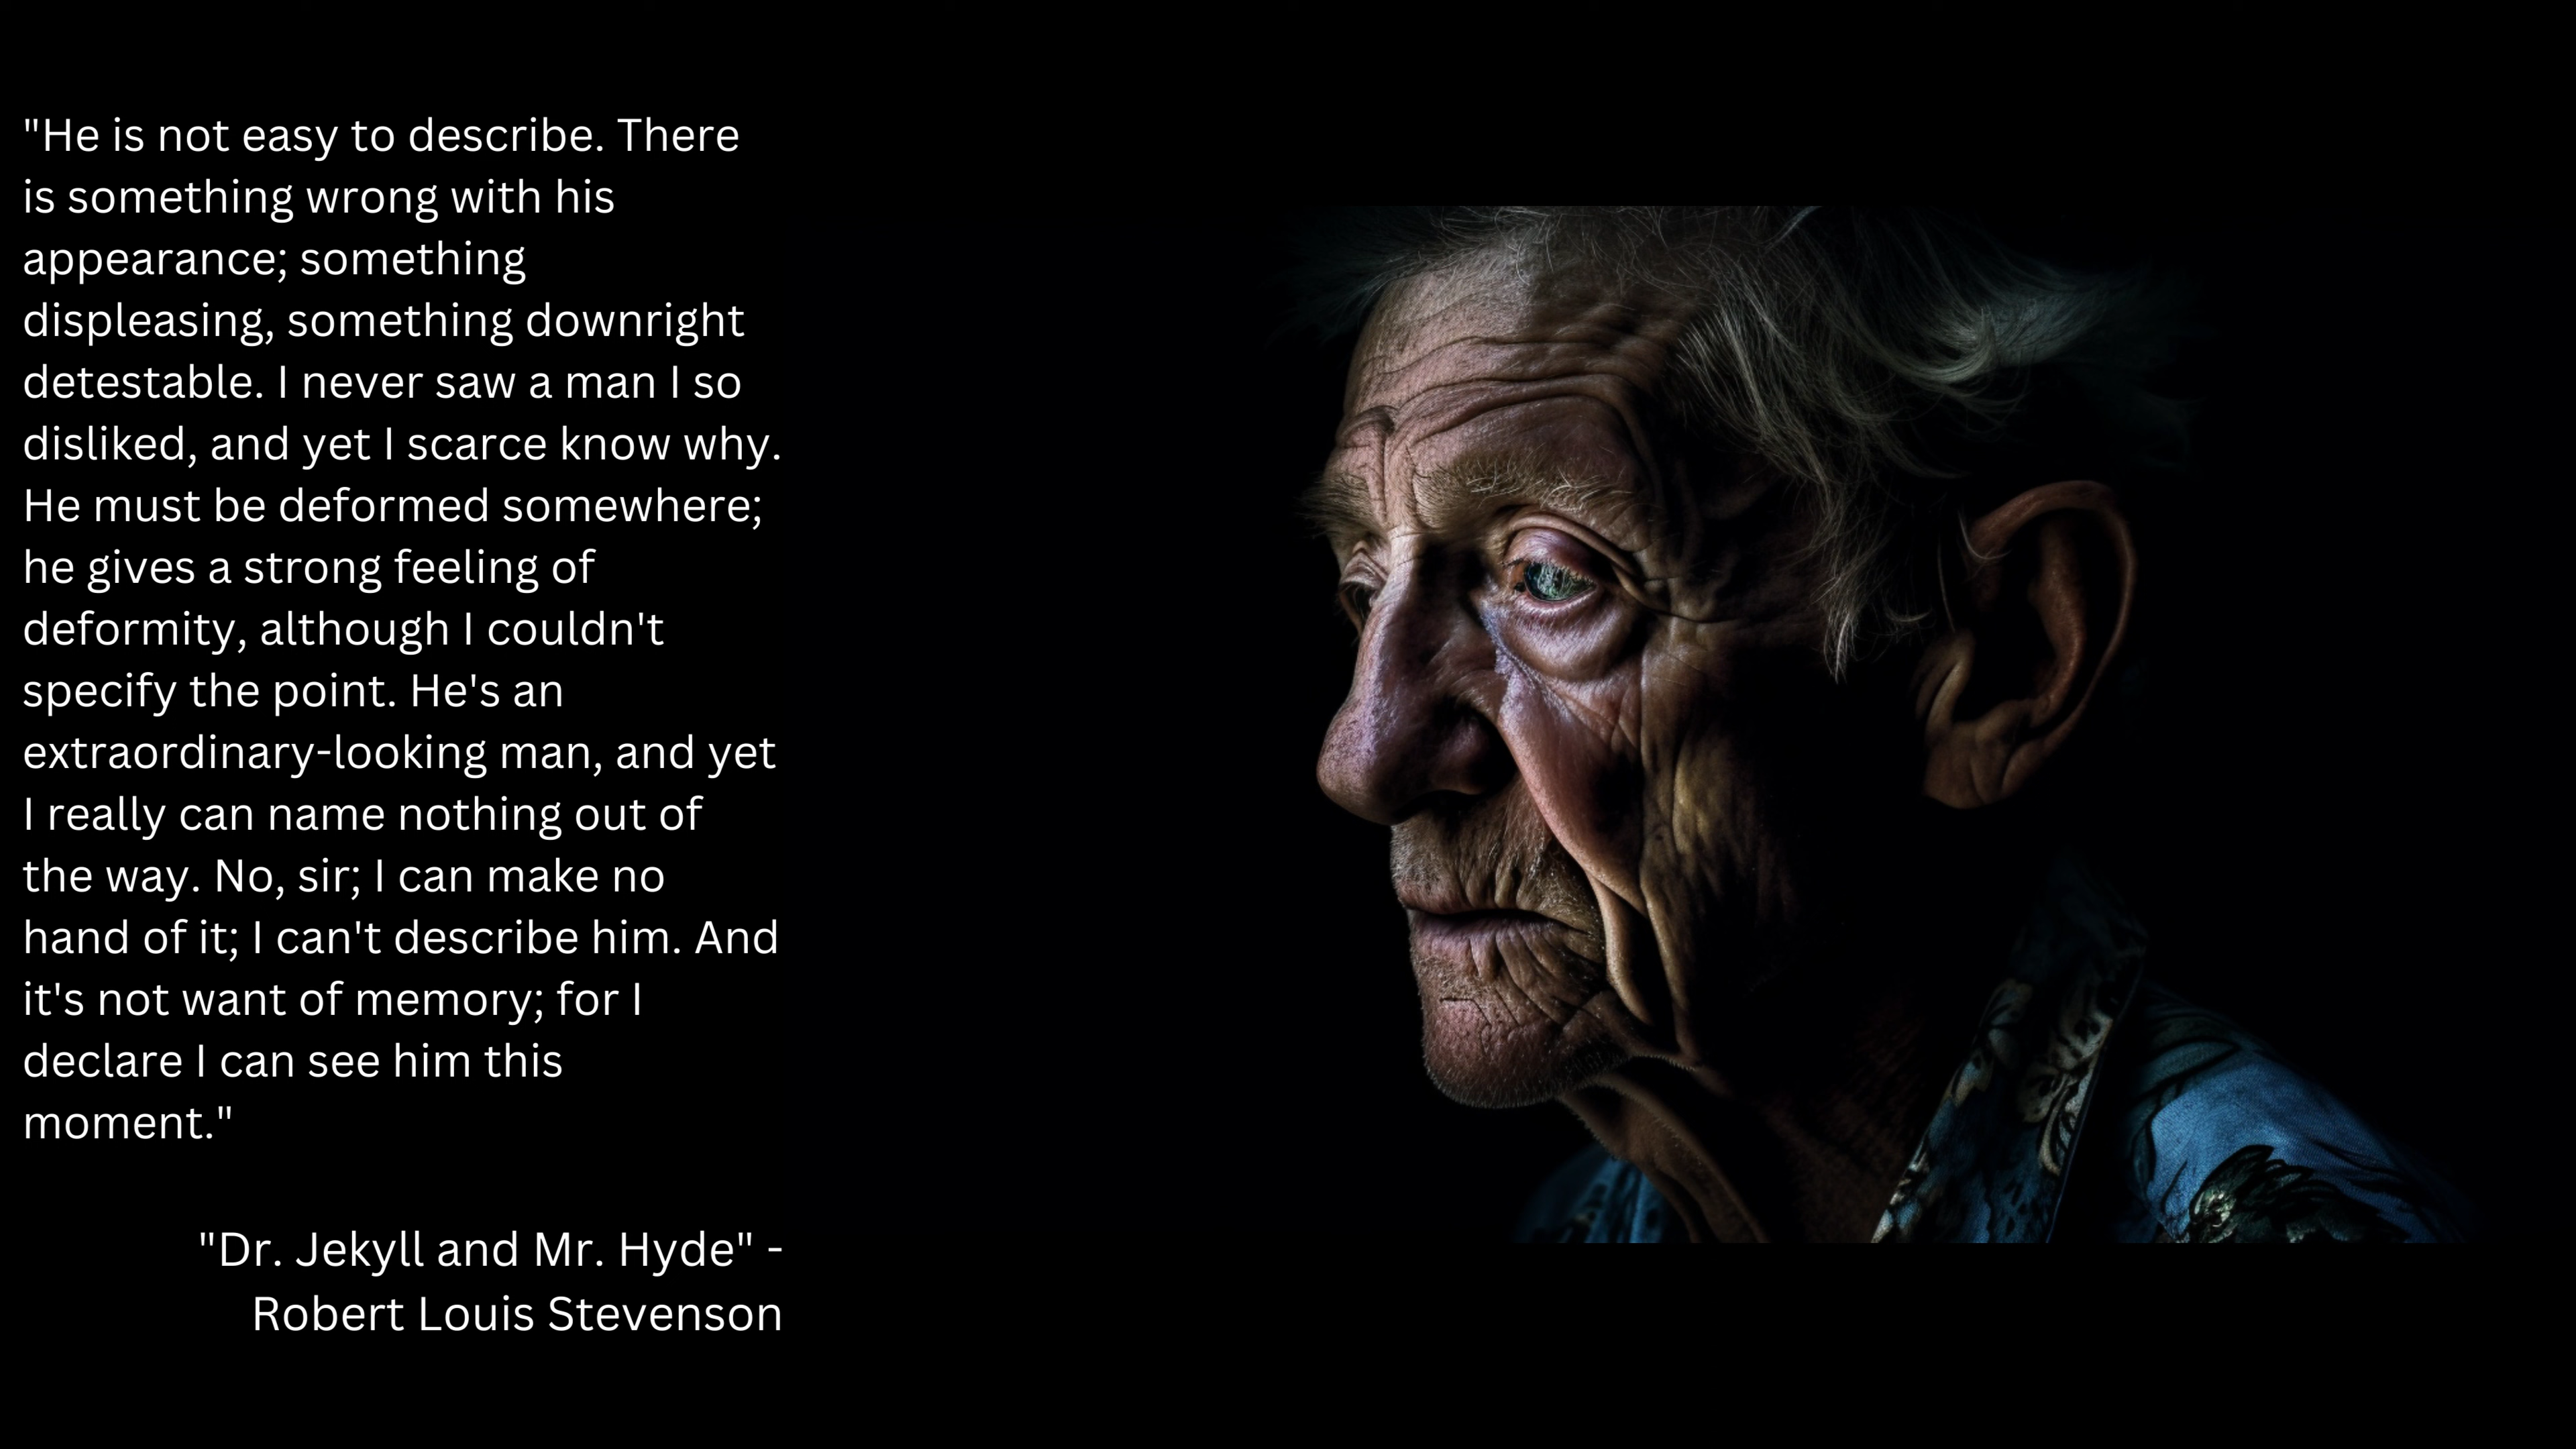 "He is not easy to describe. There
is something wrong with his
appearance; something
displeasing, something downright
detestable. I never saw a man I so
disliked, and yet I scarce know why.
He must be deformed somewhere;
he gives a strong feeling of
deformity, although I couldn't
specify the point. He's an
extraordinary-looking man, and yet
I really can name nothing out of
the way. No, sir; I can make no
hand of it; I can't describe him. And
it's not want of memory; for I
declare I can see him this
moment."
"Dr. Jekyll and Mr. Hyde" -
Robert Louis Stevenson